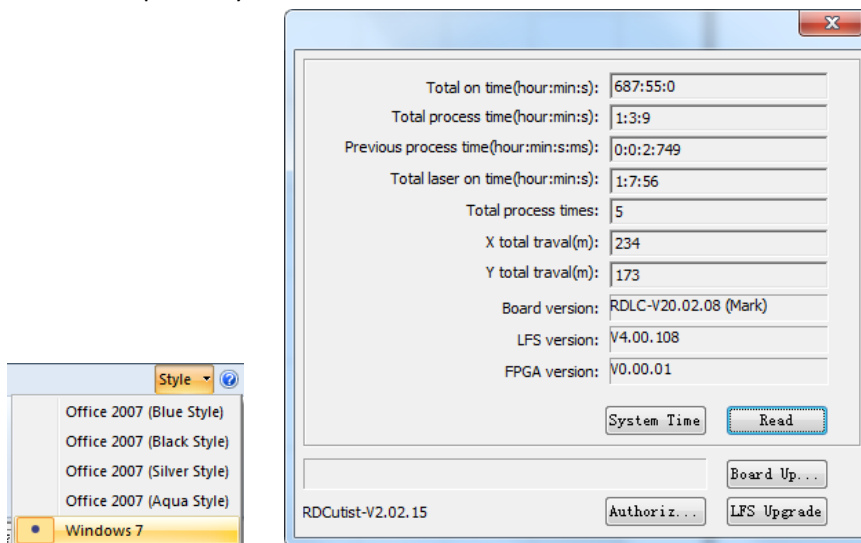 X
Total on time(hour:min:s): 687:55:0
Total process time(hour:min:s): 1:3:9
Previous process time(hour:min:s:ms): 0:0:2:749
Total laser on time(hour:min:s): 1:7:56
Total process times: 5
X total traval(m): 234
Y total traval(m): 173
Board version: RDLC-V20.02.08 (Mark)
LFS version: V4.00.108
FPGA version: V0.00.01
System Time Read
Board Up...
RDCutist-V2.02.15 Authoriz... LFS Upgrade
Style ?
Office 2007 (Blue Style)
Office 2007 (Black Style)
Office 2007 (Silver Style)
Office 2007 (Aqua Style)
Windows 7